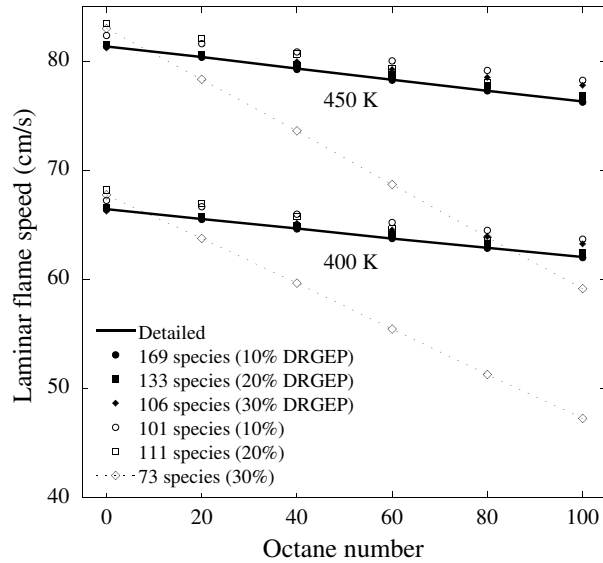 80
70
60
50
40
Laminar flame speed (cm/s)
450 K
400 K
Detailed
169 species (10% DRGEP)
133 species (20% DRGEP)
106 species (30% DRGEP)
101 species (10%)
111 species (20%)
73 species (30%)
0 20 40 60 80 100
Octane number